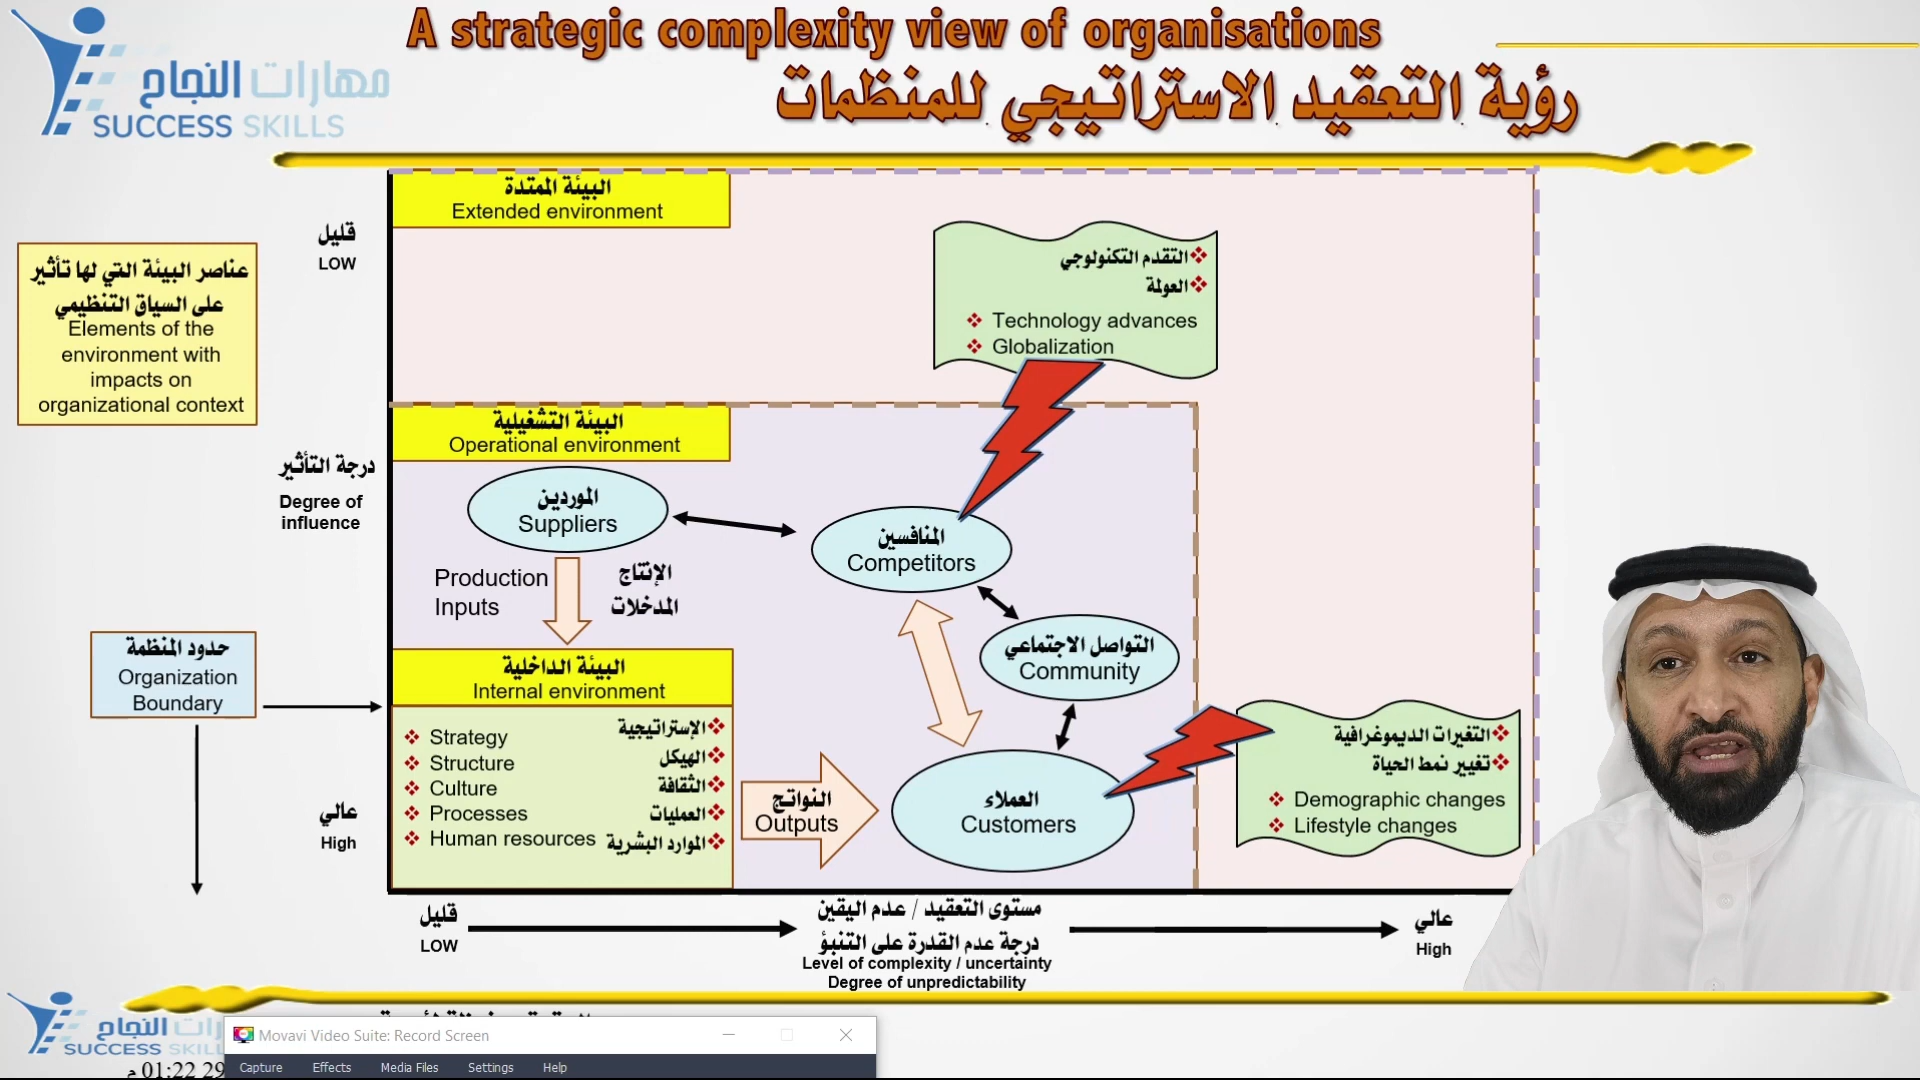 A strategic complexity view of organisations
رؤية التعقيد الاستراتيجي للمنظمات
مهارات النجاح
SUCCESS SKILLS
البيئة الممتدة
Extended environment
قليل
LOW
عناصر البيئة التي لها تأثير
على السياق التنظيمي
Elements of the
environment with
impacts on
organizational context
التقدم التكنولوجي
العولمة
Technology advances
Globalization
البيئة التشغيلية
Operational environment
درجة التأثير
Degree of
influence
الموردين
Suppliers
المنافسين
Competitors
Production
Inputs
الإنتاج
المدخلات
التواصل الاجتماعي
Community
حدود المنظمة
Organization
Boundary
البيئة الداخلية
Internal environment
Strategy
Structure
Culture
Processes
Human resources
الإستراتيجية
الهيكل
الثقافة
العمليات
الموارد البشرية
النواتج
Outputs
العملاء
Customers
التغيرات الديموغرافية
تغيير نمط الحياة
Demographic changes
Lifestyle changes
عالي
High
قليل
LOW
مستوى التعقيد / عدم اليقين
درجة عدم القدرة على التنبؤ
Level of complexity / uncertainty
Degree of unpredictability
عالي
High
النجاح
SUCCESS SKILL
01:22 29 م
Movavi Video Suite: Record Screen
Capture Effects Media Files Settings Help